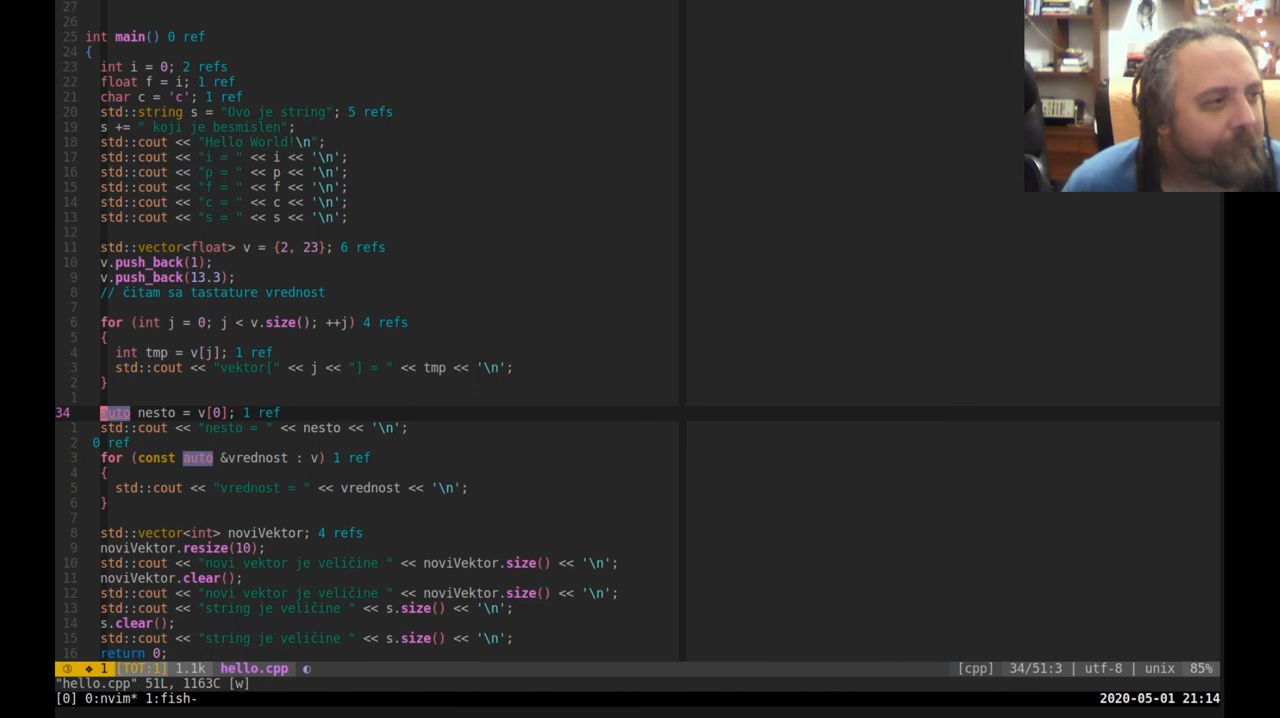 27
26
25 int main() 0 ref
24 {
23 int i = 0; 2 refs
22 float f = i; 1 ref
21 char c = 'c'; 1 ref
20 std::string s = "Ovo je string"; 5 refs
19 s += " koji je besmislen";
18 std::cout << "Hello World!\n";
17 std::cout << "i = " << i << '\n';
16 std::cout << "p = " << p << '\n';
15 std::cout << "f = " << f << '\n';
14 std::cout << "c = " << c << '\n';
13 std::cout << "s = " << s << '\n';
12
11 std::vector<float> v = {2, 23}; 6 refs
10 v.push_back(1);
9 v.push_back(13.3);
8 // čitam sa tastature vrednost
7
6 for (int j = 0; j < v.size(); ++j) 4 refs
5 {
4 int tmp = v[j]; 1 ref
3 std::cout << "vektor[" << j << "] = " << tmp << '\n';
2 }
1
34 auto nesto = v[0]; 1 ref
1 std::cout << "nesto = " << nesto << '\n';
2 0 ref
3 for (const auto &vrednost : v) 1 ref
4 {
5 std::cout << "vrednost = " << vrednost << '\n';
6 }
7
8 std::vector<int> noviVektor; 4 refs
9 noviVektor.resize(10);
10 std::cout << "novi vektor je veličine " << noviVektor.size() << '\n';
11 noviVektor.clear();
12 std::cout << "novi vektor je veličine " << noviVektor.size() << '\n';
13 std::cout << "string je veličine " << s.size() << '\n';
14 s.clear();
15 std::cout << "string je veličine " << s.size() << '\n';
16 return 0;
③ ❖ 1 [TOT:1] 1.1k hello.cpp ◐ [cpp] 34/51:3 | utf-8 | unix 85%
"hello.cpp" 51L, 1163C [w]
[0] 0:nvim* 1:fish- 2020-05-01 21:14